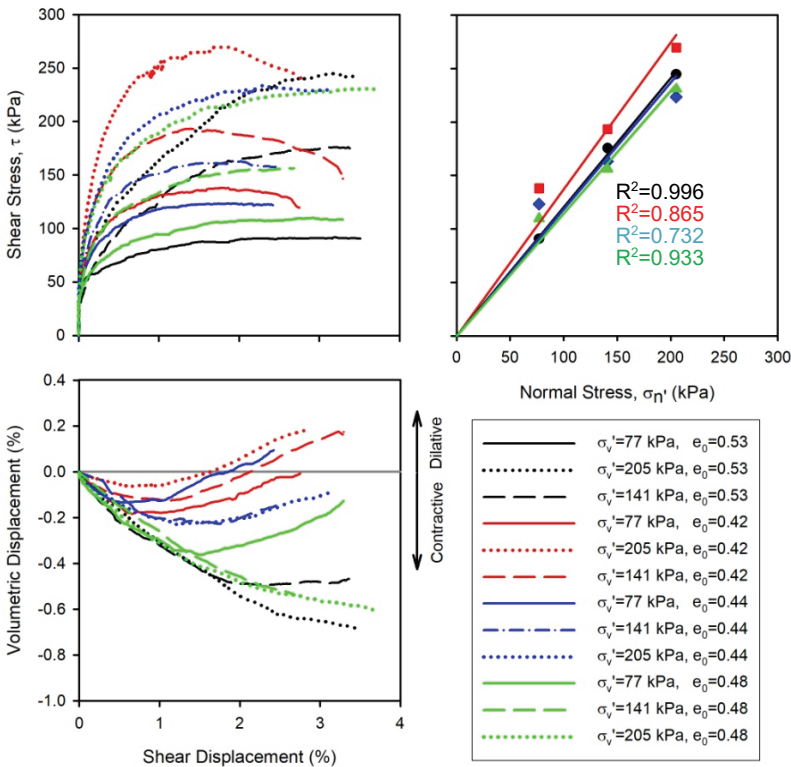 300
250
200
150
100
50
0
Shear Stress, τ (kPa)
R²=0.996
R²=0.865
R²=0.732
R²=0.933
0 50 100 150 200 250 300
Normal Stress, σn' (kPa)
0.4
0.2
0.0
-0.2
-0.4
-0.6
-0.8
-1.0
Volumetric Displacement (%)
0 1 2 3 4
Shear Displacement (%)
Dilative
Contractive
σv'=77 kPa, e0=0.53
σv'=205 kPa, e0=0.53
σv'=141 kPa, e0=0.53
σv'=77 kPa, e0=0.42
σv'=205 kPa, e0=0.42
σv'=141 kPa, e0=0.42
σv'=77 kPa, e0=0.44
σv'=141 kPa, e0=0.44
σv'=205 kPa, e0=0.44
σv'=77 kPa, e0=0.48
σv'=141 kPa, e0=0.48
σv'=205 kPa, e0=0.48